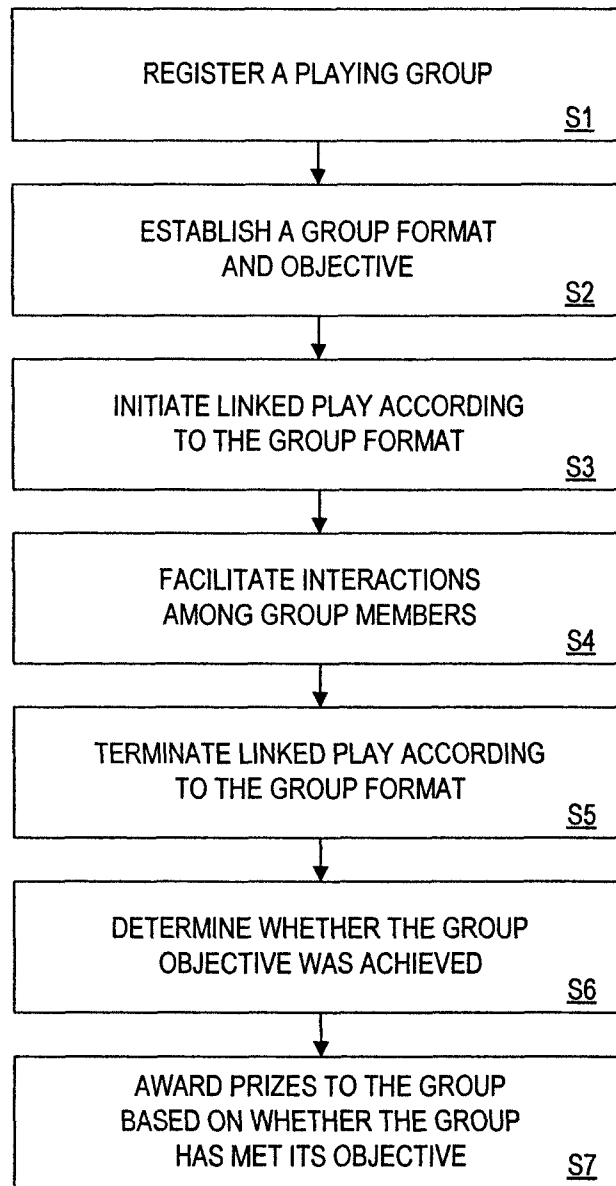 REGISTER A PLAYING GROUP
S1
ESTABLISH A GROUP FORMAT
AND OBJECTIVE
S2
INITIATE LINKED PLAY ACCORDING
TO THE GROUP FORMAT
S3
FACILITATE INTERACTIONS
AMONG GROUP MEMBERS
S4
TERMINATE LINKED PLAY ACCORDING
TO THE GROUP FORMAT
S5
DETERMINE WHETHER THE GROUP
OBJECTIVE WAS ACHIEVED
S6
AWARD PRIZES TO THE GROUP
BASED ON WHETHER THE GROUP
HAS MET ITS OBJECTIVE
S7